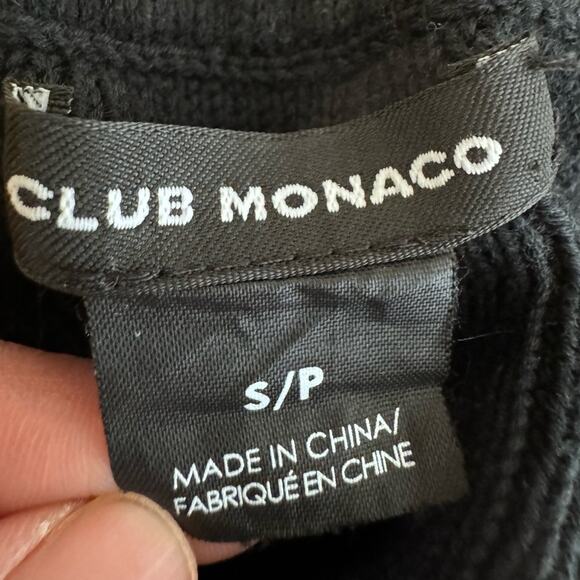 CLUB MONACO
S/P
MADE IN CHINA/
FABRIQUÉ EN CHINE